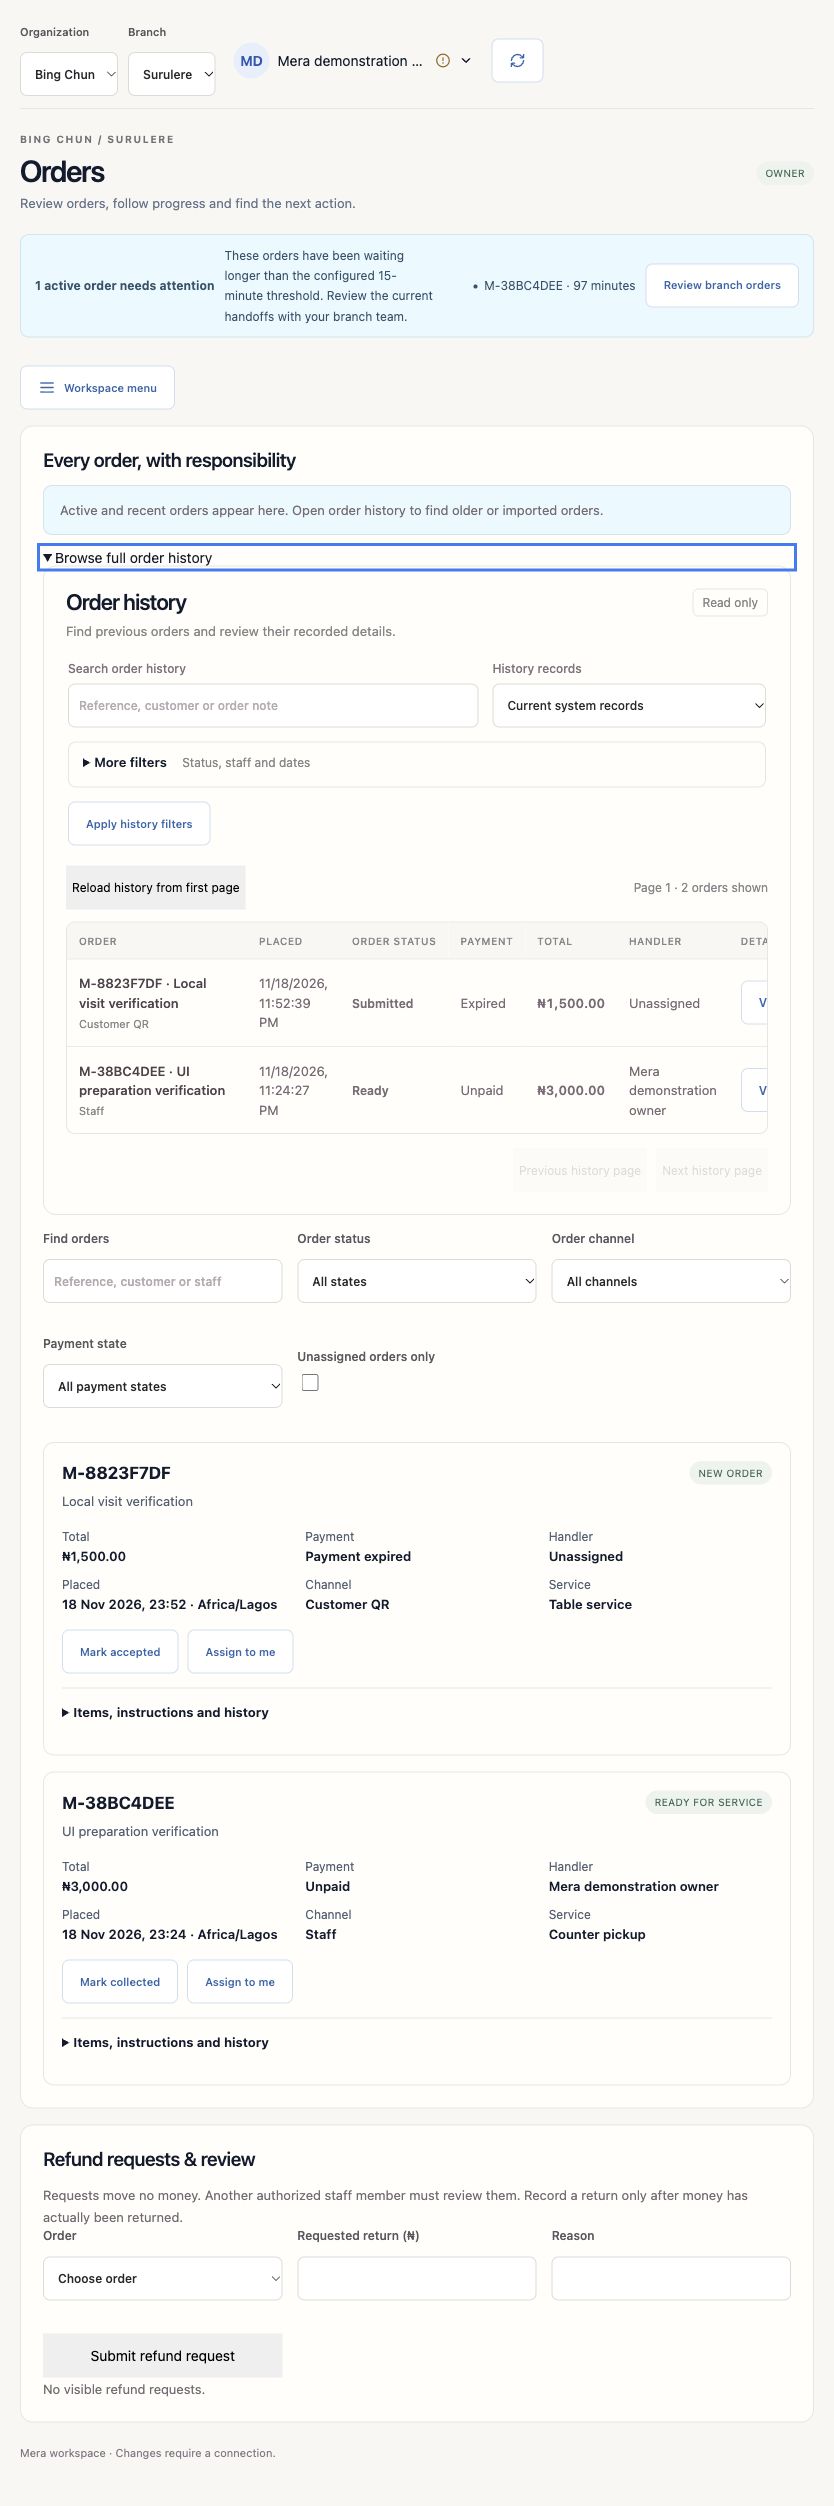 Organization
Branch
Bing Chun
Surulere
MD
Mera demonstration ...
BING CHUN / SURULERE
Orders
OWNER
Review orders, follow progress and find the next action.
1 active order needs attention
These orders have been waiting
longer than the configured 15-
minute threshold. Review the current
handoffs with your branch team.
• M-38BC4DEE · 97 minutes
Review branch orders
Workspace menu
Every order, with responsibility
Active and recent orders appear here. Open order history to find older or imported orders.
Browse full order history
Order history
Read only
Find previous orders and review their recorded details.
Search order history
History records
Reference, customer or order note
Current system records
More filters
Status, staff and dates
Apply history filters
Reload history from first page
Page 1 · 2 orders shown
ORDER
PLACED
ORDER STATUS
PAYMENT
TOTAL
HANDLER
DETA
M-8823F7DF · Local
visit verification
Customer QR
11/18/2026,
11:52:39
PM
Submitted
Expired
₦1,500.00
Unassigned
V
M-38BC4DEE · UI
preparation verification
Staff
11/18/2026,
11:24:27
PM
Ready
Unpaid
₦3,000.00
Mera
demonstration
owner
V
Previous history page
Next history page
Find orders
Order status
Order channel
Reference, customer or staff
All states
All channels
Payment state
Unassigned orders only
All payment states
M-8823F7DF
NEW ORDER
Local visit verification
Total
Payment
Handler
₦1,500.00
Payment expired
Unassigned
Placed
Channel
Service
18 Nov 2026, 23:52 · Africa/Lagos
Customer QR
Table service
Mark accepted
Assign to me
Items, instructions and history
M-38BC4DEE
READY FOR SERVICE
UI preparation verification
Total
Payment
Handler
₦3,000.00
Unpaid
Mera demonstration owner
Placed
Channel
Service
18 Nov 2026, 23:24 · Africa/Lagos
Staff
Counter pickup
Mark collected
Assign to me
Items, instructions and history
Refund requests & review
Requests move no money. Another authorized staff member must review them. Record a return only after money has
actually been returned.
Order
Requested return (₦)
Reason
Choose order
Submit refund request
No visible refund requests.
Mera workspace · Changes require a connection.